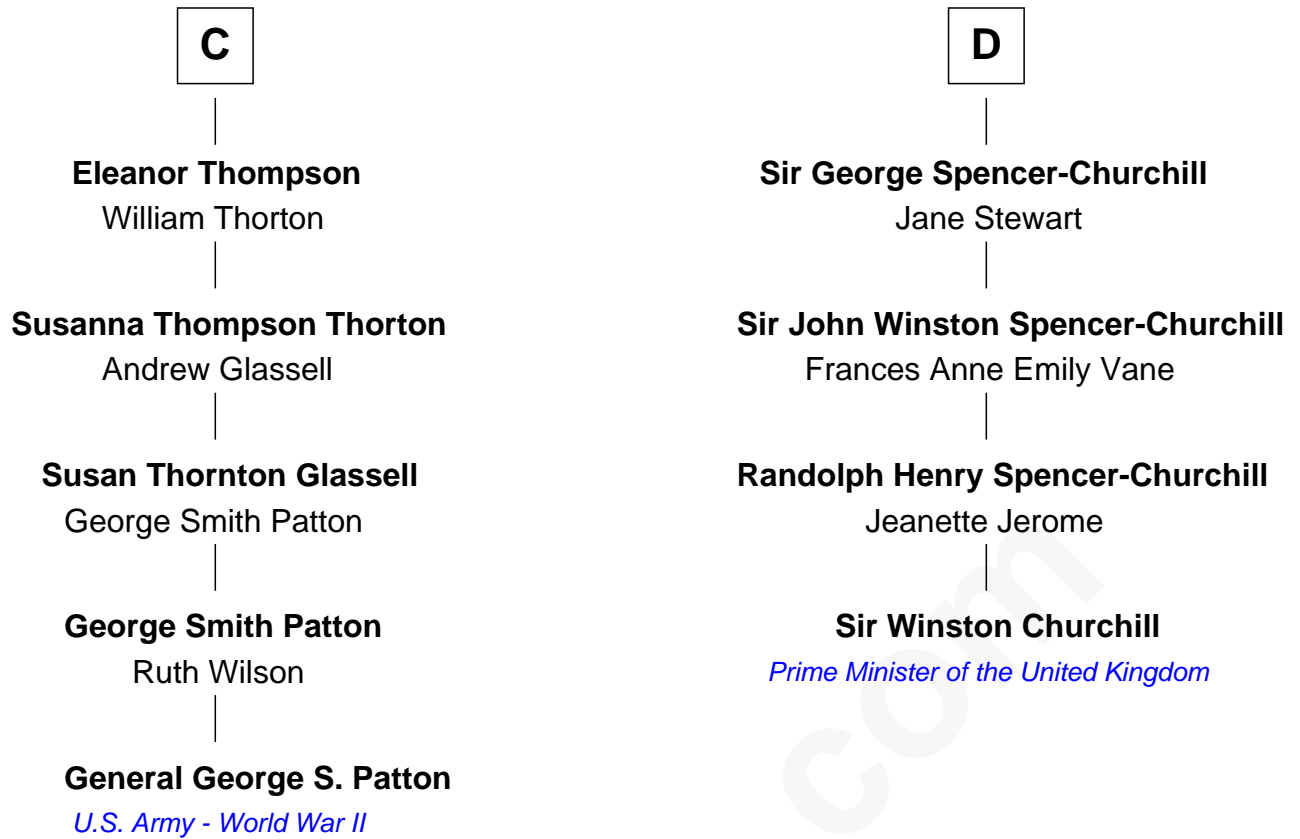 C
Eleanor Thompson
William Thorton
Susanna Thompson Thorton
Andrew Glassell
Susan Thornton Glassell
George Smith Patton
George Smith Patton
Ruth Wilson
General George S. Patton
U.S. Army - World War II
D
Sir George Spencer-Churchill
Jane Stewart
Sir John Winston Spencer-Churchill
Frances Anne Emily Vane
Randolph Henry Spencer-Churchill
Jeanette Jerome
Sir Winston Churchill
Prime Minister of the United Kingdom
com